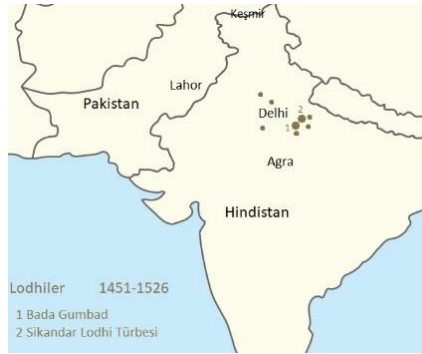 Keşmir
Lahor
Pakistan
Delhi
2
1
Agra
Hindistan
Lodhiler 1451-1526
1 Bada Gumbad
2 Sikandar Lodhi Türbesi